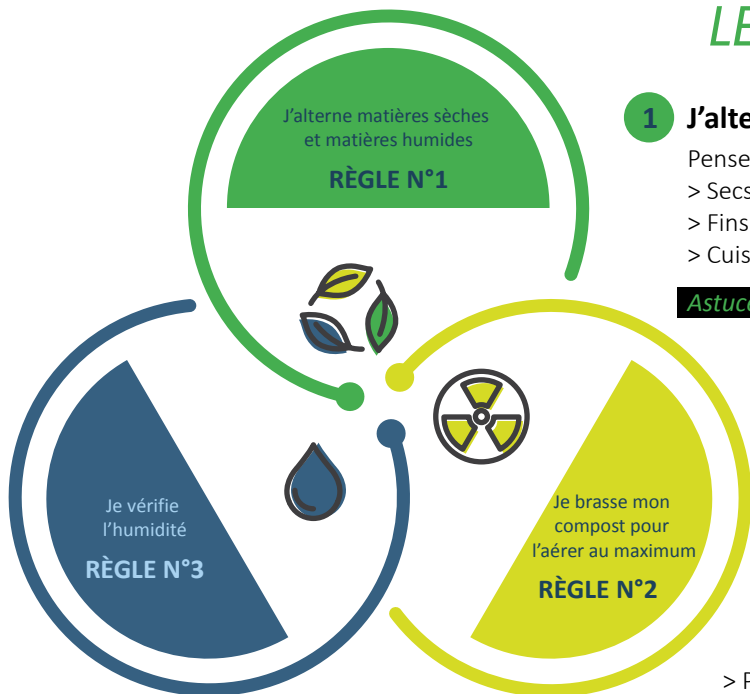 LE
J'alterne matières sèches
et matières humides
RÈGLE N°1
1 J'alte
Pense
> Secs
> Fins
> Cuis
Astuc
Je vérifie
l'humidité
RÈGLE N°3
Je brasse mon
compost pour
l'aérer au maximum
RÈGLE N°2
>